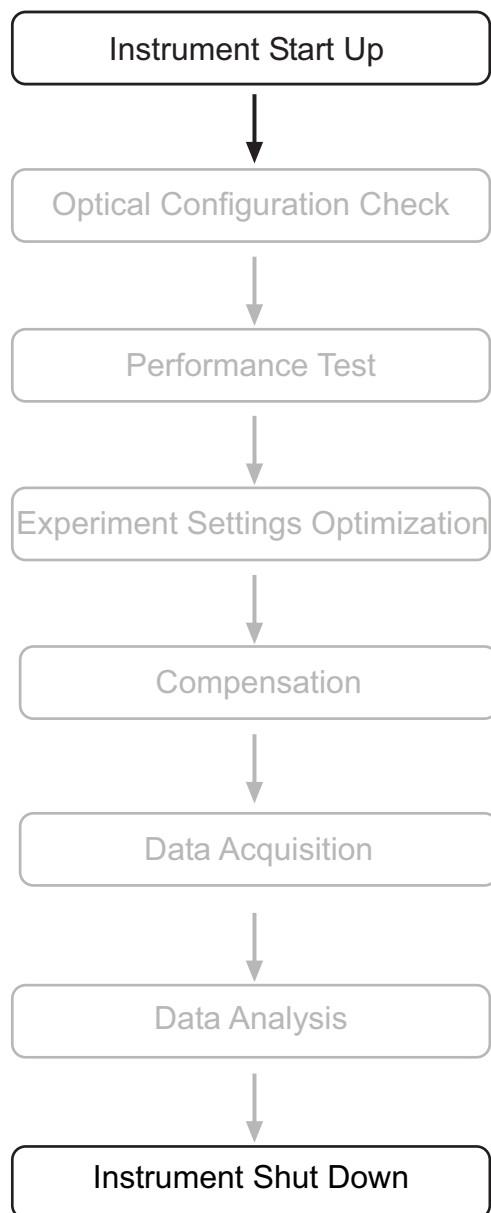 Instrument Start Up
Optical Configuration Check
Performance Test
Experiment Settings Optimization
Compensation
Data Acquisition
Data Analysis
Instrument Shut Down